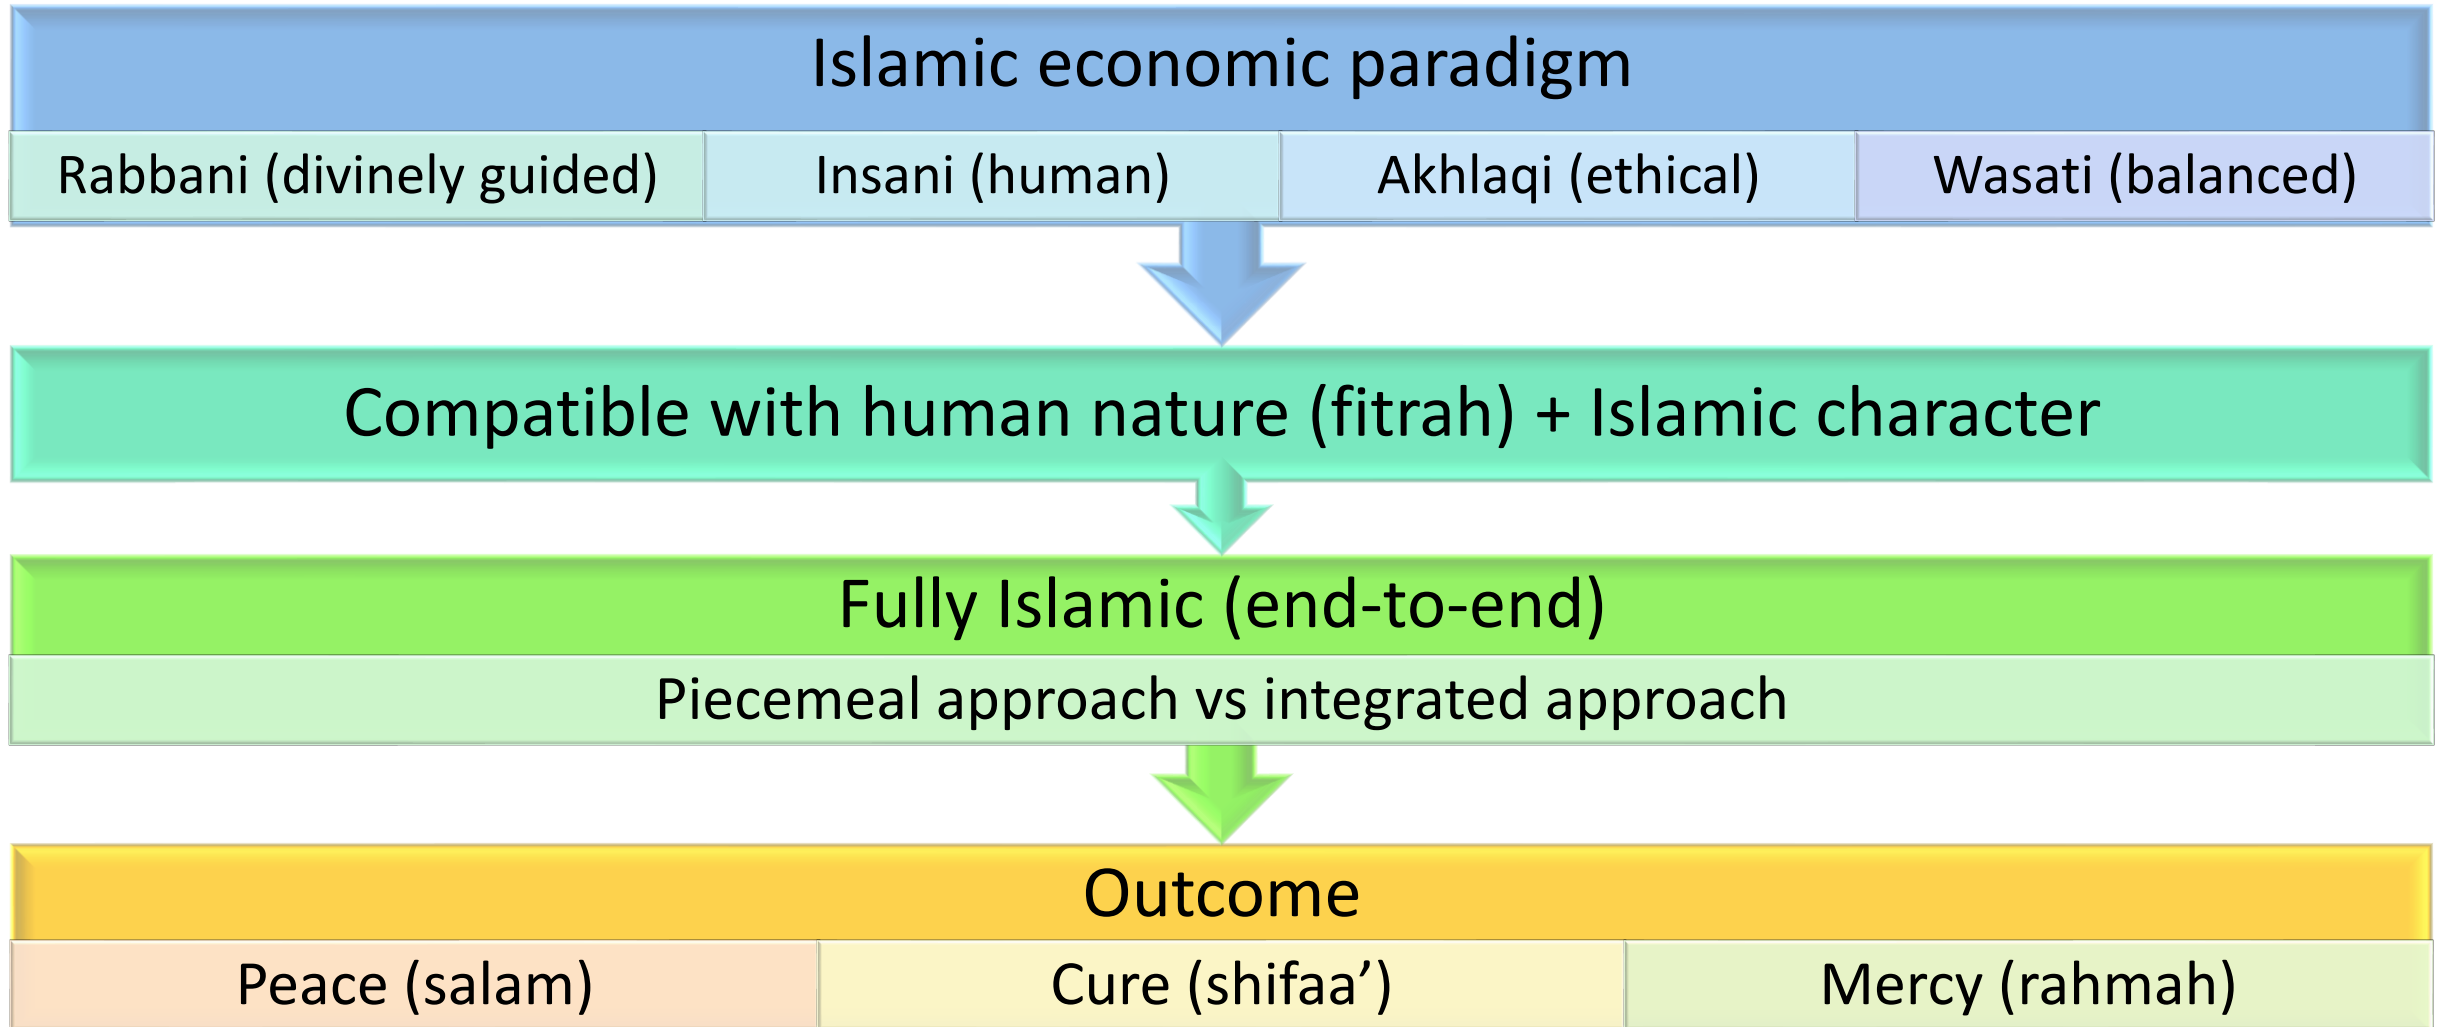 Islamic economic paradigm
Rabbani (divinely guided)
Insani (human)
Akhlaqi (ethical)
Wasati (balanced)
Compatible with human nature (fitrah) + Islamic character
Fully Islamic (end-to-end)
Piecemeal approach vs integrated approach
Outcome
Peace (salam)
Cure (shifaa’)
Mercy (rahmah)